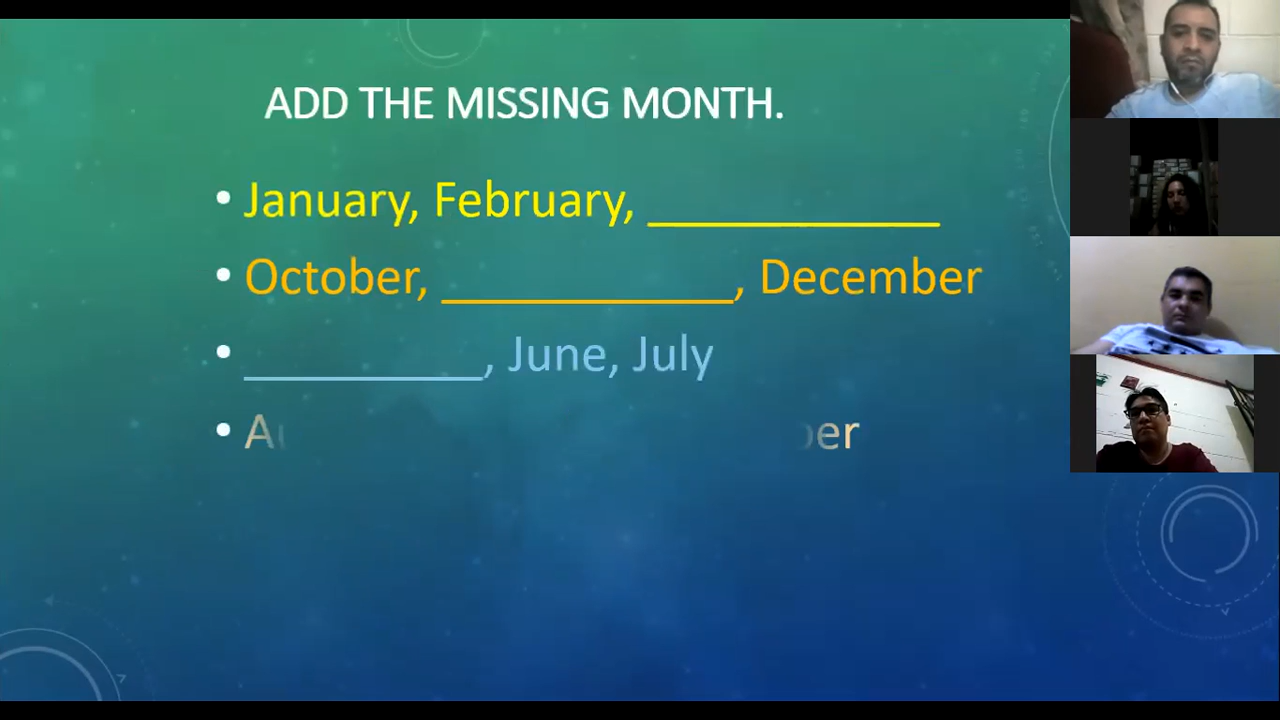 ADD THE MISSING MONTH.
• January, February, ____________
• October, ____________, December
• __________, June, July